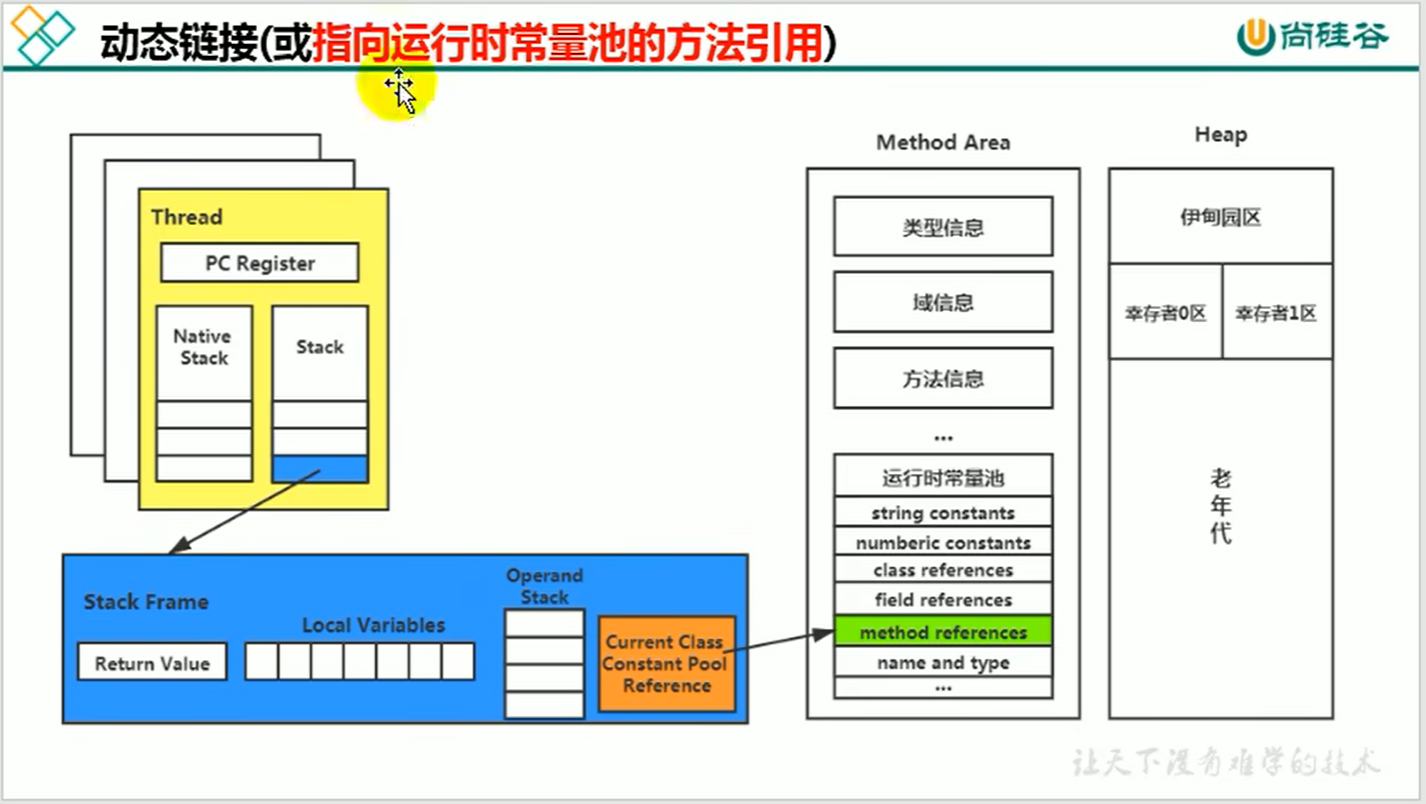 动态链接(或指向运行时常量池的方法引用)
尚硅谷
Thread
PC Register
Native
Stack
Stack
Stack Frame
Return Value
Local Variables
Operand
Stack
Current Class
Constant Pool
Reference
Method Area
类型信息
域信息
方法信息
...
运行时常量池
string constants
numberic constants
class references
field references
method references
name and type
...
Heap
伊甸园区
幸存者0区
幸存者1区
老
年
代
让天下没有难学的技术